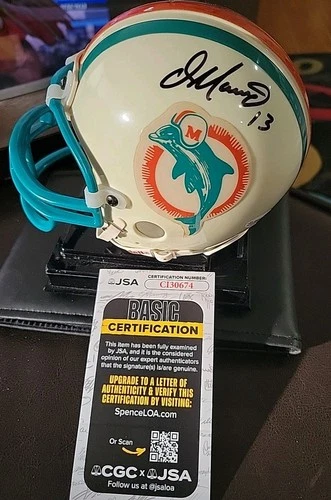 D Marino
13
M
JSA
CERTIFICATION NUMBER:
CI30674
BASIC
CERTIFICATION
This item has been fully examined
by JSA, and it is the considered
opinion of our expert authenticators
that the signature(s) is/are genuine.
UPGRADE TO A LETTER OF
AUTHENTICITY & VERIFY THIS
CERTIFICATION BY VISITING:
SpenceLOA.com
Or Scan
CGC x JSA
Follow us at @jsaloa